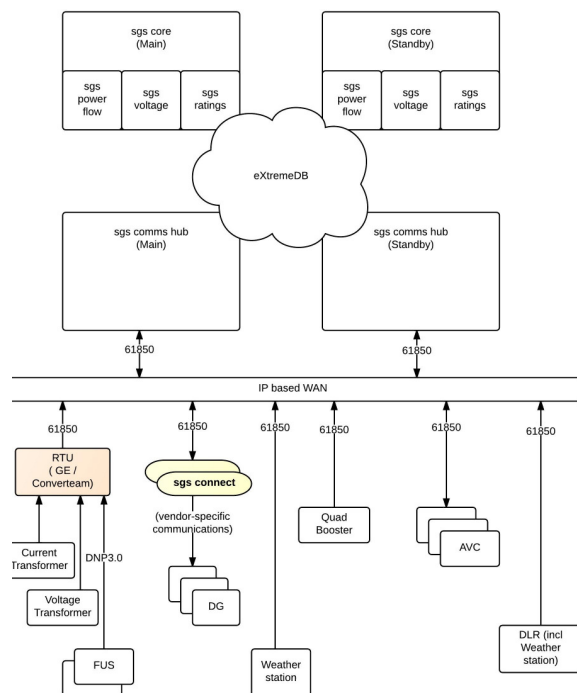 sgs core
(Main)
sgs core
(Standby)
sgs
power
flow
sgs
voltage
sgs
ratings
sgs
power
flow
sgs
voltage
sgs
ratings
eXtremeDB
sgs comms hub
(Main)
sgs comms hub
(Standby)
61850
61850
IP based WAN
61850
61850
61850
61850
61850
61850
RTU
( GE /
Converteam)
sgs connect
(vendor-specific
communications)
Quad
Booster
AVC
Current
Transformer
DNP3.0
Voltage
Transformer
DG
FUS
Weather
station
DLR (incl
Weather
station)